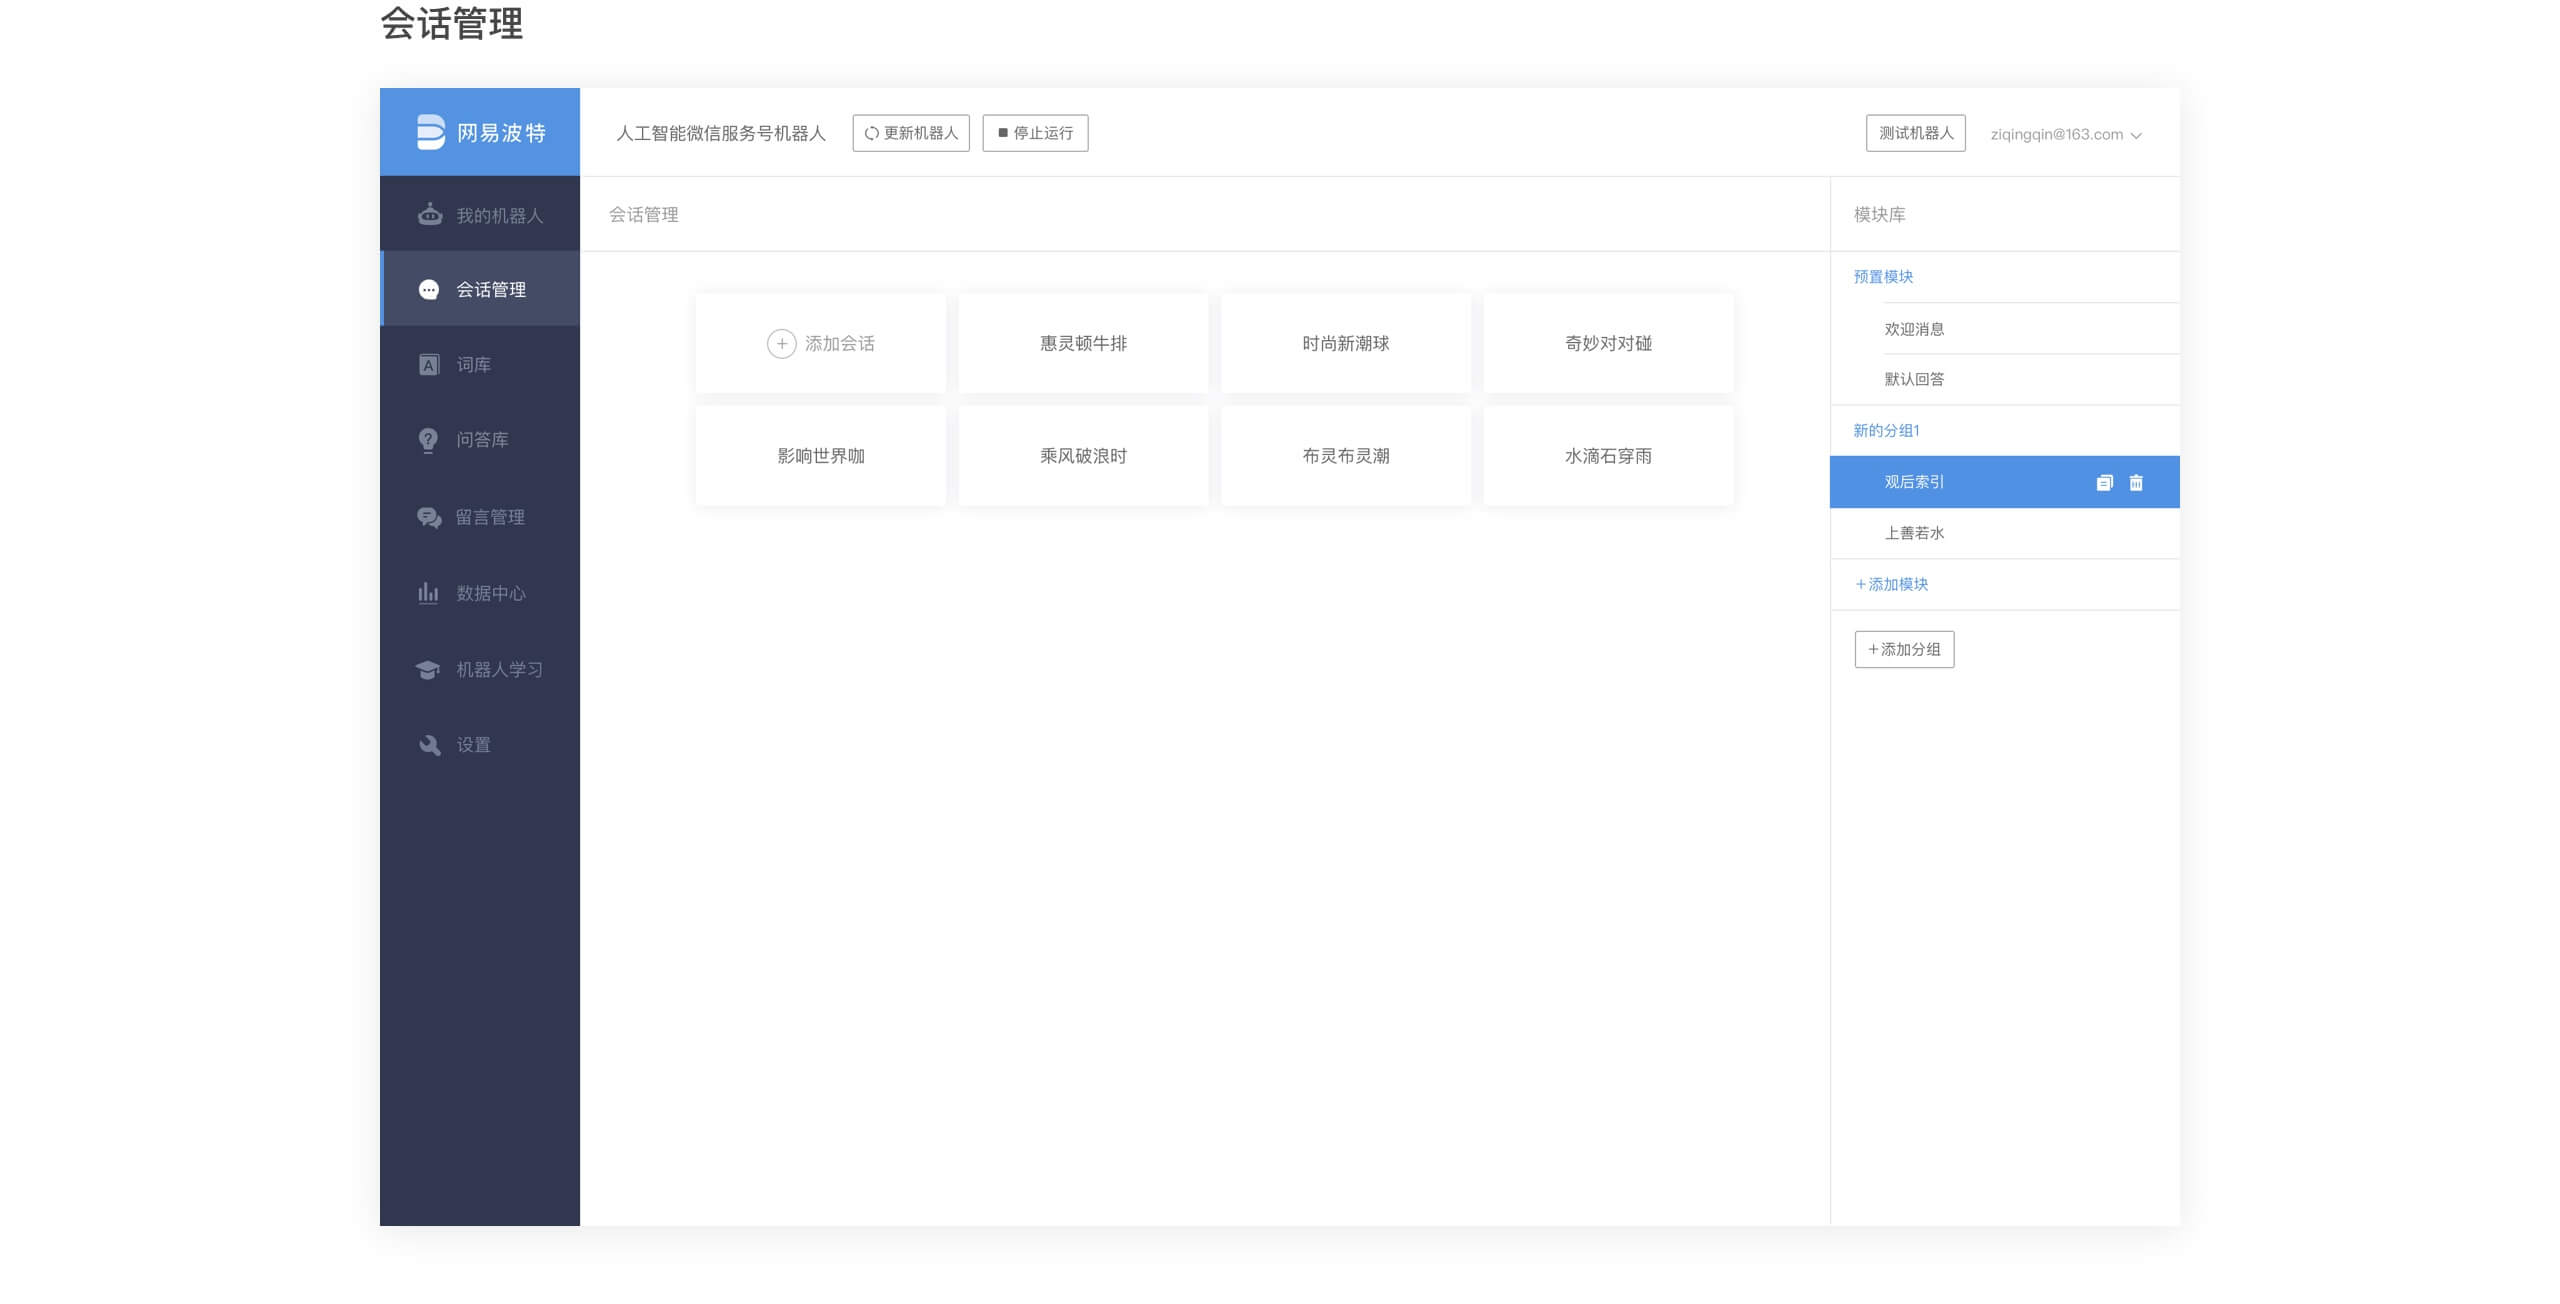 会话管理
网易波特
人工智能微信服务号机器人
更新机器人
停止运行
测试机器人
ziqingqin@163.com
我的机器人
会话管理
词库
问答库
留言管理
数据中心
机器人学习
设置
会话管理
添加会话
惠灵顿牛排
时尚新潮球
奇妙对对碰
影响世界咖
乘风破浪时
布灵布灵潮
水滴石穿雨
模块库
预置模块
欢迎消息
默认回答
新的分组1
观后索引
上善若水
+添加模块
+添加分组